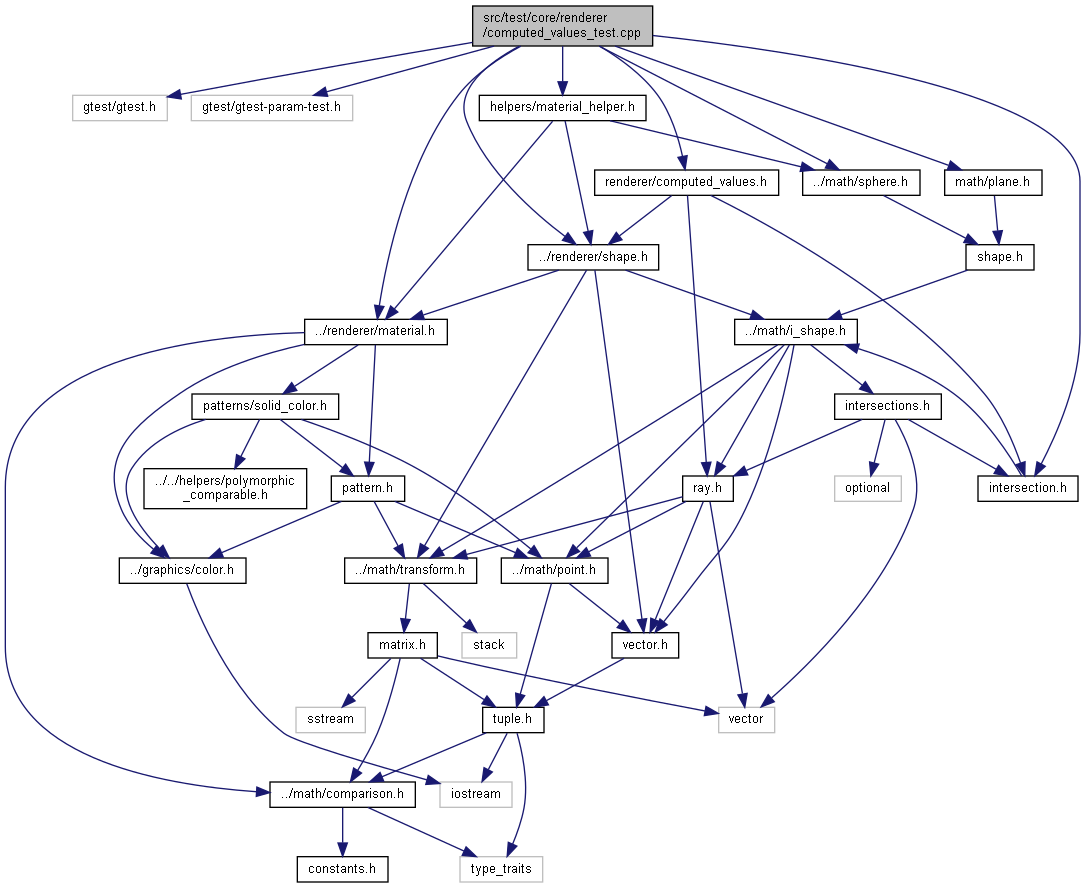 src/test/core/renderer
/computed_values_test.cpp
gtest/gtest.h
gtest/gtest-param-test.h
helpers/material_helper.h
renderer/computed_values.h
../math/sphere.h
math/plane.h
../renderer/shape.h
shape.h
../renderer/material.h
../math/i_shape.h
patterns/solid_color.h
intersections.h
../../helpers/polymorphic
_comparable.h
pattern.h
ray.h
optional
intersection.h
../graphics/color.h
../math/transform.h
../math/point.h
matrix.h
stack
vector.h
sstream
tuple.h
vector
../math/comparison.h
iostream
constants.h
type_traits